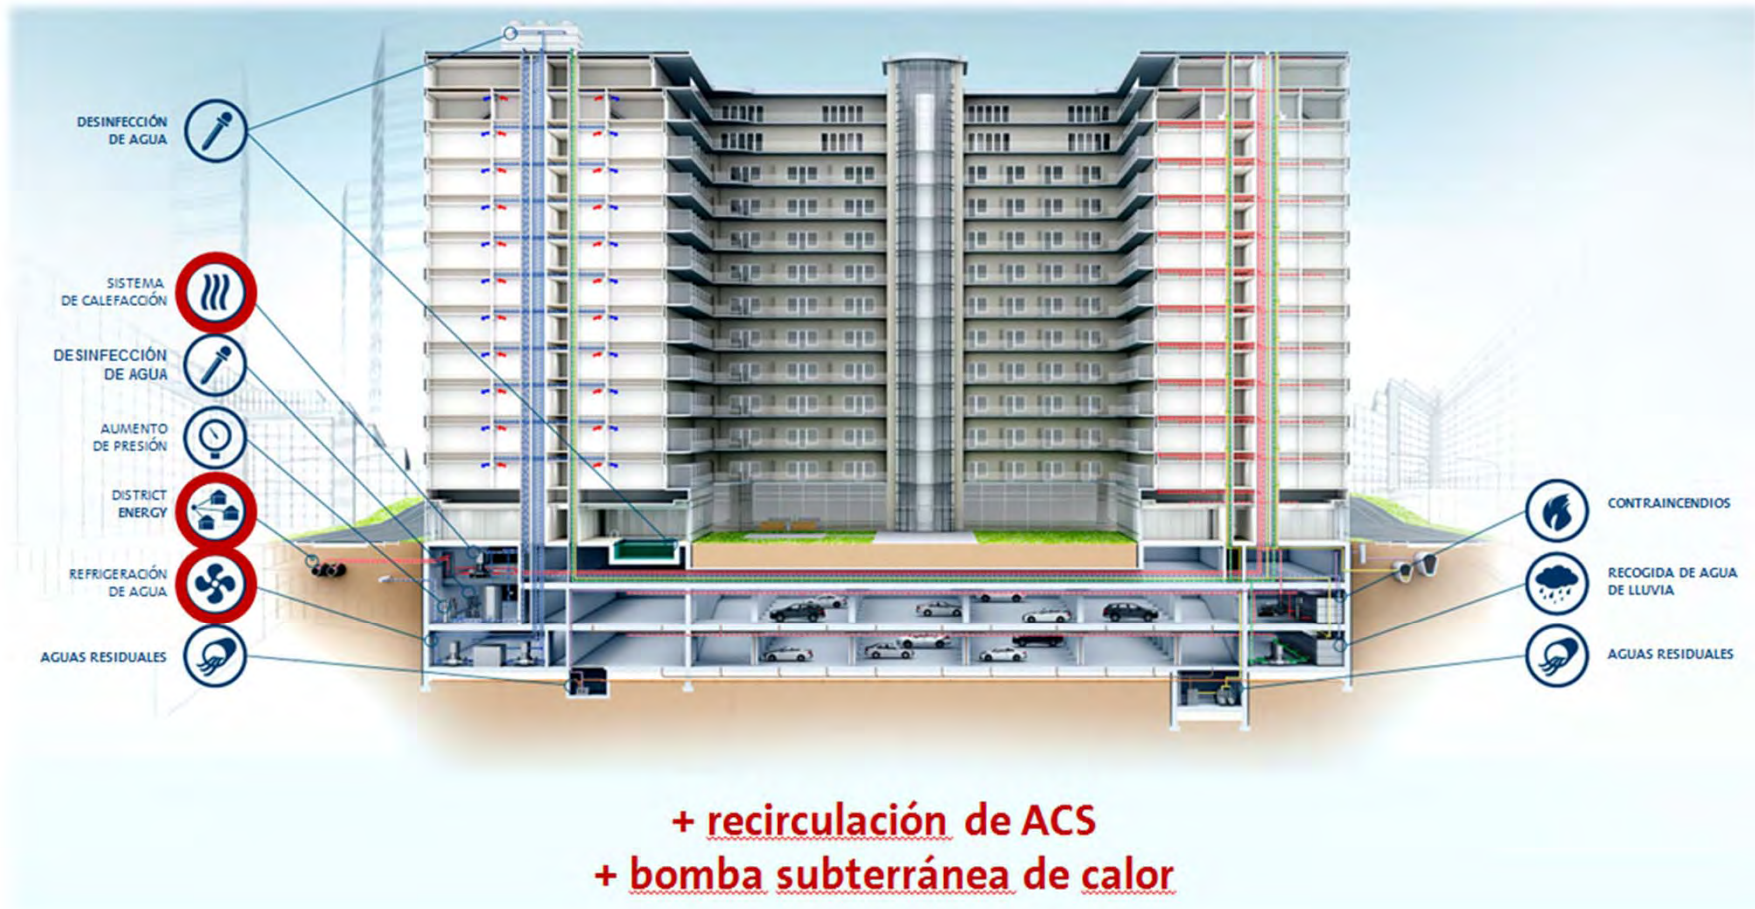 DESINFECCIÓN
DE AGUA
SISTEMA
DE CALEFACCIÓN
DESINFECCIÓN
DE AGUA
AUMENTO
DE PRESIÓN
DISTRICT
ENERGY
REFRIGERACIÓN
DE AGUA
AGUAS RESIDUALES
CONTRAINCENDIOS
RECOGIDA DE AGUA
DE LLUVIA
AGUAS RESIDUALES
+ recirculación de ACS
+ bomba subterránea de calor